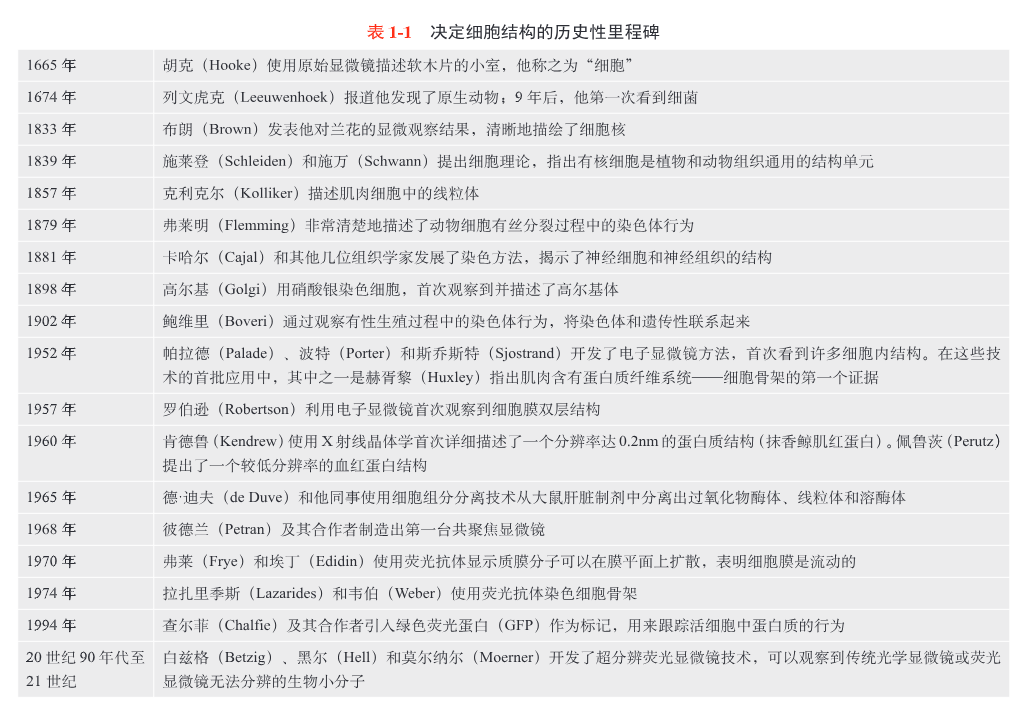 表 1-1 决定细胞结构的历史性里程碑
1665 年 胡克（Hooke）使用原始显微镜描述软木片的小室，他称之为“细胞”
1674 年 列文虎克（Leeuwenhoek）报道他发现了原生动物；9 年后，他第一次看到细菌
1833 年 布朗（Brown）发表他对兰花的显微观察结果，清晰地描绘了细胞核
1839 年 施莱登（Schleiden）和施万（Schwann）提出细胞理论，指出有核细胞是植物和动物组织通用的结构单元
1857 年 克利克尔（Kolliker）描述肌肉细胞中的线粒体
1879 年 弗莱明（Flemming）非常清楚地描述了动物细胞有丝分裂过程中的染色体行为
1881 年 卡哈尔（Cajal）和其他几位组织学家发展了染色方法，揭示了神经细胞和神经组织的结构
1898 年 高尔基（Golgi）用硝酸银染色细胞，首次观察到并描述了高尔基体
1902 年 鲍维里（Boveri）通过观察有性生殖过程中的染色体行为，将染色体和遗传性联系起来
1952 年 帕拉德（Palade）、波特（Porter）和斯乔斯特（Sjostrand）开发了电子显微镜方法，首次看到许多细胞内结构。在这些技
术的首批应用中，其中之一是赫胥黎（Huxley）指出肌肉含有蛋白质纤维系统——细胞骨架的第一个证据
1957 年 罗伯逊（Robertson）利用电子显微镜首次观察到细胞膜双层结构
1960 年 肯德鲁（Kendrew）使用 X 射线晶体学首次详细描述了一个分辨率达 0.2nm 的蛋白质结构（抹香鲸肌红蛋白）。佩鲁茨（Perutz）
提出了一个较低分辨率的血红蛋白结构
1965 年 德·迪夫（de Duve）和他同事使用细胞组分分离技术从大鼠肝脏制剂中分离出过氧化物酶体、线粒体和溶酶体
1968 年 彼德兰（Petran）及其合作者制造出第一台共聚焦显微镜
1970 年 弗莱（Frye）和埃丁（Edidin）使用荧光抗体显示质膜分子可以在膜平面上扩散，表明细胞膜是流动的
1974 年 拉扎里季斯（Lazarides）和韦伯（Weber）使用荧光抗体染色细胞骨架
1994 年 查尔菲（Chalfie）及其合作者引入绿色荧光蛋白（GFP）作为标记，用来跟踪活细胞中蛋白质的行为
20 世纪 90 年代至 白兹格（Betzig）、黑尔（Hell）和莫尔纳尔（Moerner）开发了超分辨荧光显微镜技术，可以观察到传统光学显微镜或荧光
21 世纪 显微镜无法分辨的生物小分子